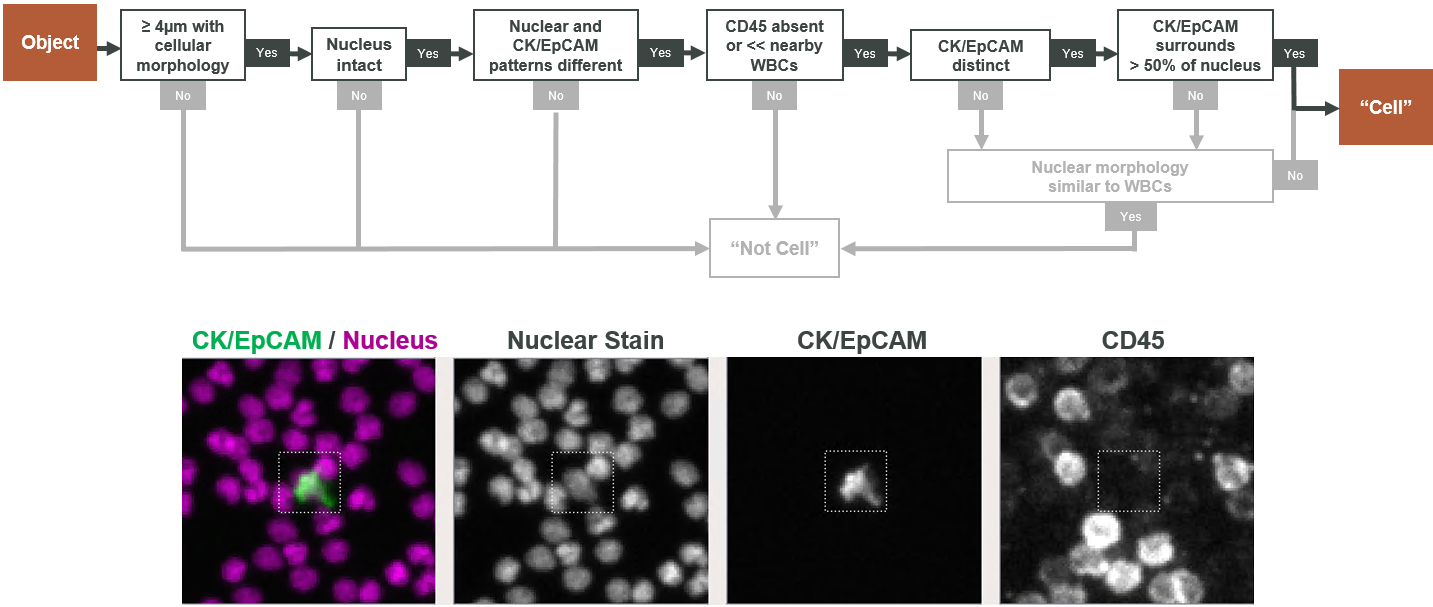 Object
≥ 4μm with
cellular
morphology
Yes
No
Nucleus
intact
Yes
No
Nuclear and
CK/EpCAM
patterns different
Yes
No
CD45 absent
or << nearby
WBCs
Yes
No
CK/EpCAM
distinct
Yes
No
CK/EpCAM
surrounds
> 50% of nucleus
Yes
No
“Cell”
Nuclear morphology
similar to WBCs
No
Yes
“Not Cell”
CK/EpCAM / Nucleus
Nuclear Stain
CK/EpCAM
CD45